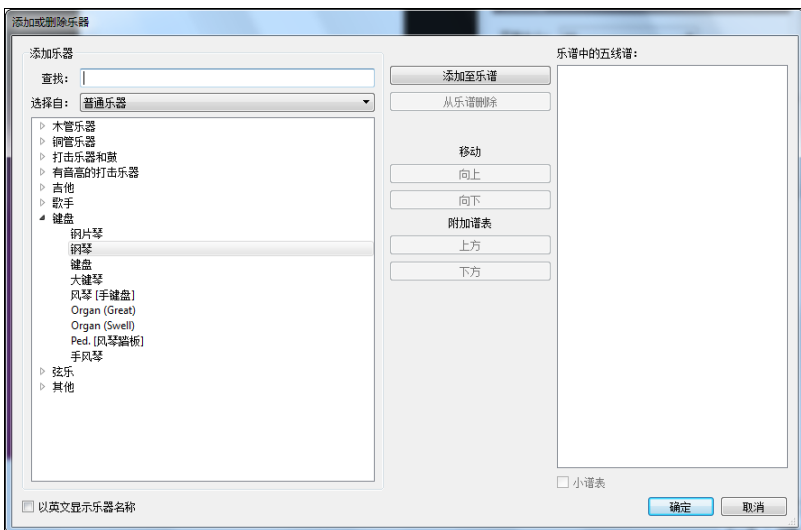 添加或删除乐器
添加乐器
查找：
选择自： 普通乐器
木管乐器
铜管乐器
打击乐器和鼓
有音高的打击乐器
吉他
歌手
键盘
钢片琴
钢琴
键盘
大键琴
风琴 [手键盘]
Organ (Great)
Organ (Swell)
Ped. [风琴踏板]
手风琴
弦乐
其他
以英文显示乐器名称
添加至乐谱
从乐谱删除
移动
向上
向下
附加谱表
上方
下方
乐谱中的五线谱：
小谱表
确定
取消